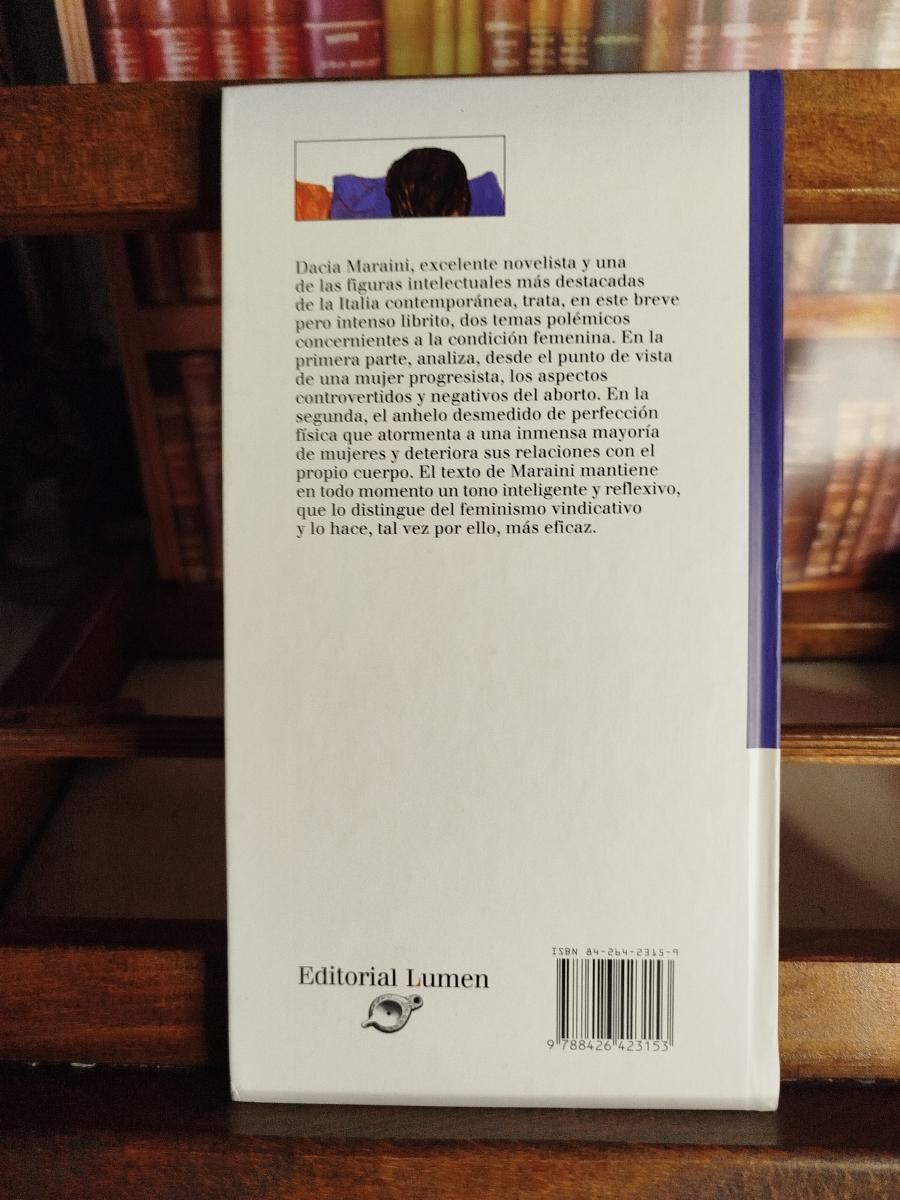 Dacia Maraini, excelente novelista y una
de las figuras intelectuales más destacadas
de la Italia contemporánea, trata, en este breve
pero intenso librito, dos temas polémicos
concernientes a la condición femenina. En la
primera parte, analiza, desde el punto de vista
de una mujer progresista, los aspectos
controvertidos y negativos del aborto. En la
segunda, el anhelo desmedido de perfección
física que atormenta a una inmensa mayoría
de mujeres y deteriora sus relaciones con el
propio cuerpo. El texto de Maraini mantiene
en todo momento un tono inteligente y reflexivo,
que lo distingue del feminismo vindicativo
y lo hace, tal vez por ello, más eficaz.
Editorial Lumen
ISBN 84-264-2315-9
9 788426 423153